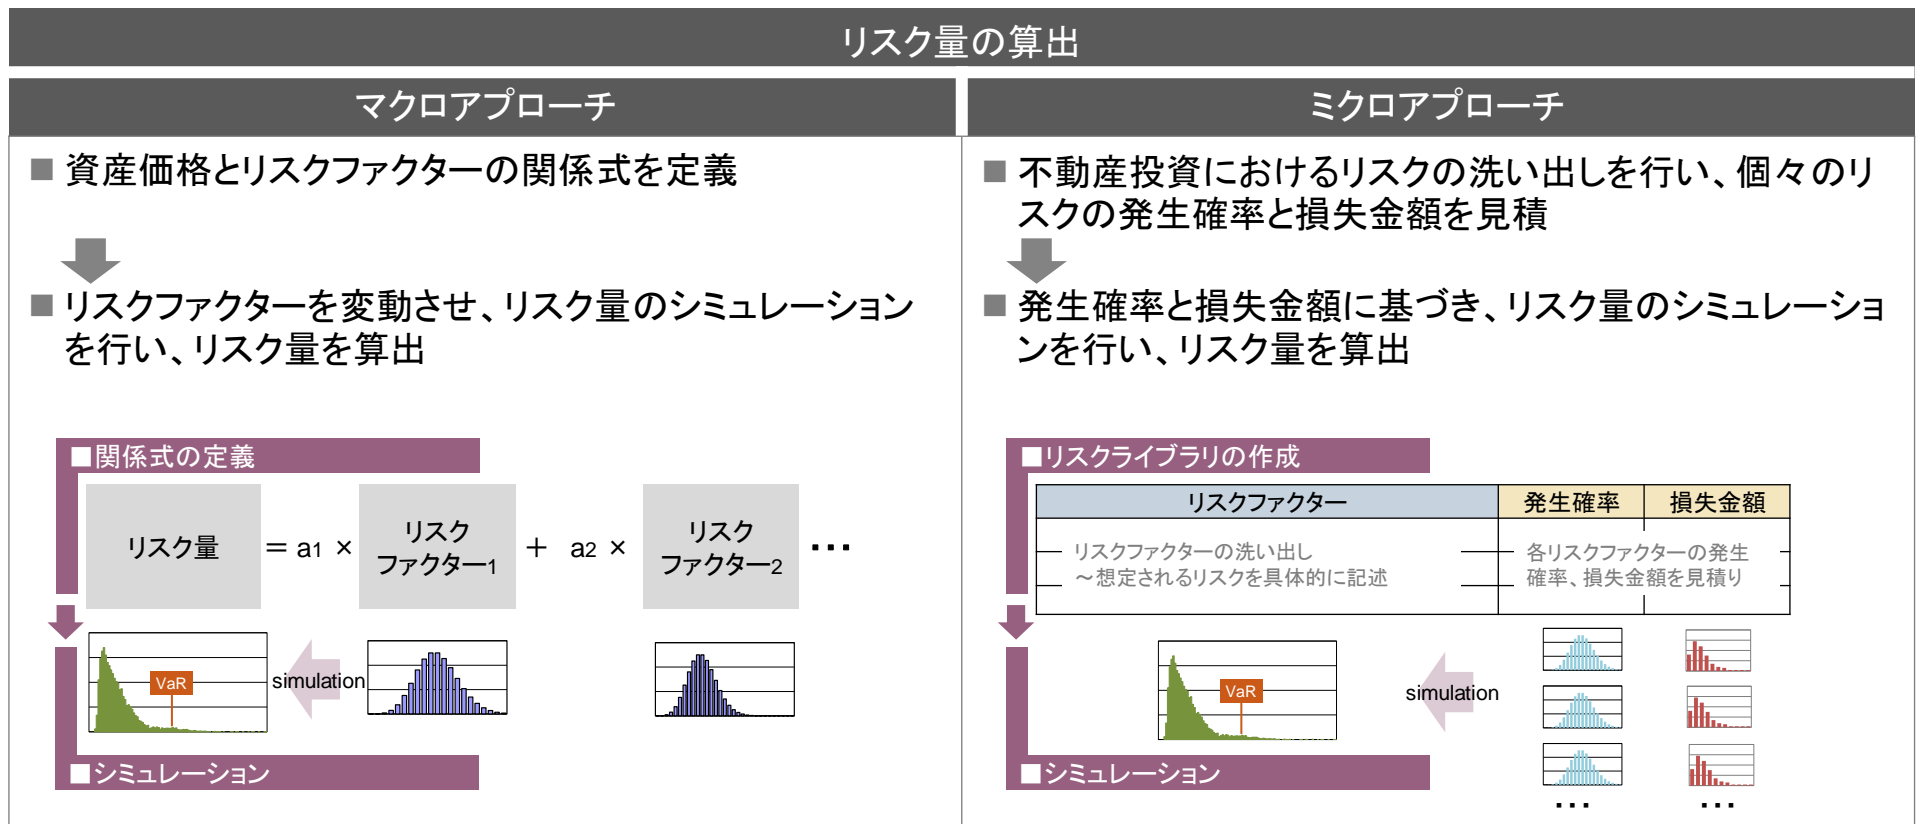 リスク量の算出
マクロアプローチ
■ 資産価格とリスクファクターの関係式を定義
■ リスクファクターを変動させ、リスク量のシミュレーション
を行い、リスク量を算出
■関係式の定義
リスク量 = a1 × リスク
ファクター1 + a2 × リスク
ファクター2 ･･･
VaR
simulation
■シミュレーション
ミクロアプローチ
■ 不動産投資におけるリスクの洗い出しを行い、個々のリ
スクの発生確率と損失金額を見積
■ 発生確率と損失金額に基づき、リスク量のシミュレーショ
ンを行い、リスク量を算出
■リスクライブラリの作成
リスクファクター 発生確率 損失金額
リスクファクターの洗い出し
～想定されるリスクを具体的に記述
各リスクファクターの発生
確率、損失金額を見積り
VaR
simulation
･･･ ･･･
■シミュレーション